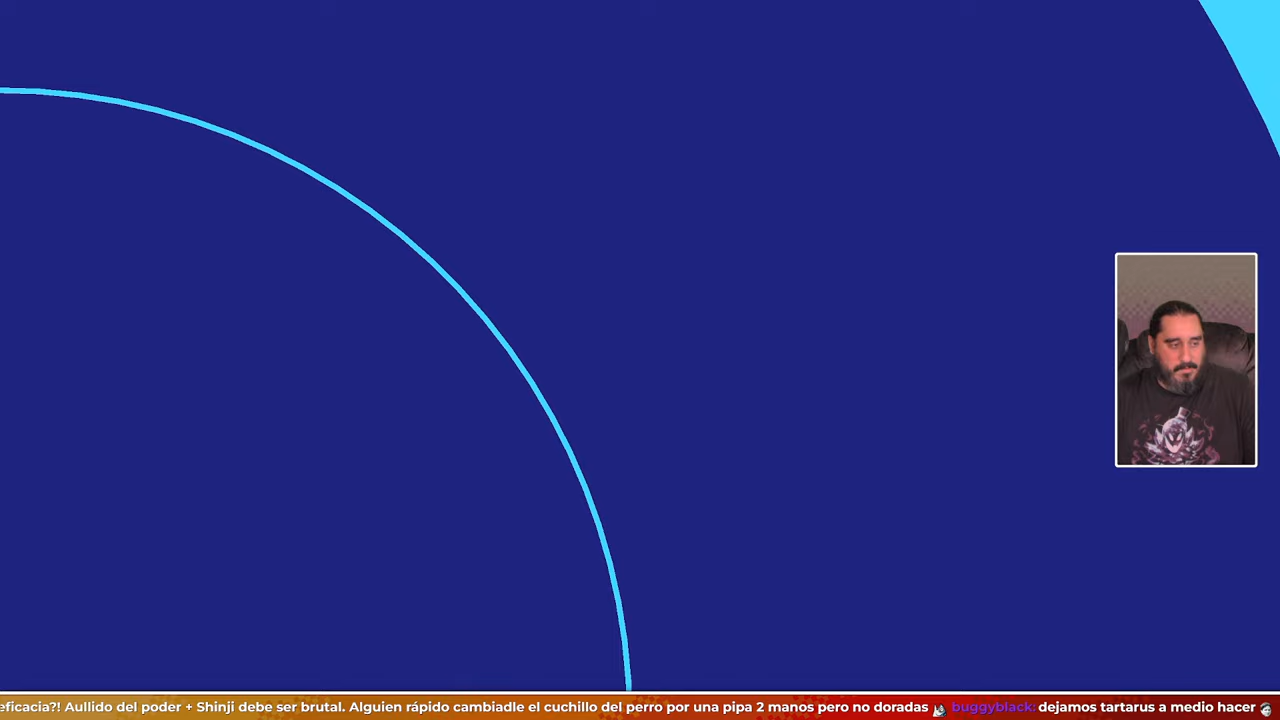 eficacia?! Aullido del poder + Shinji debe ser brutal. Alguien rápido cambiadle el cuchillo del perro por una pipa 2 manos pero no doradas buggyblack: dejamos tartarus a medio hacer